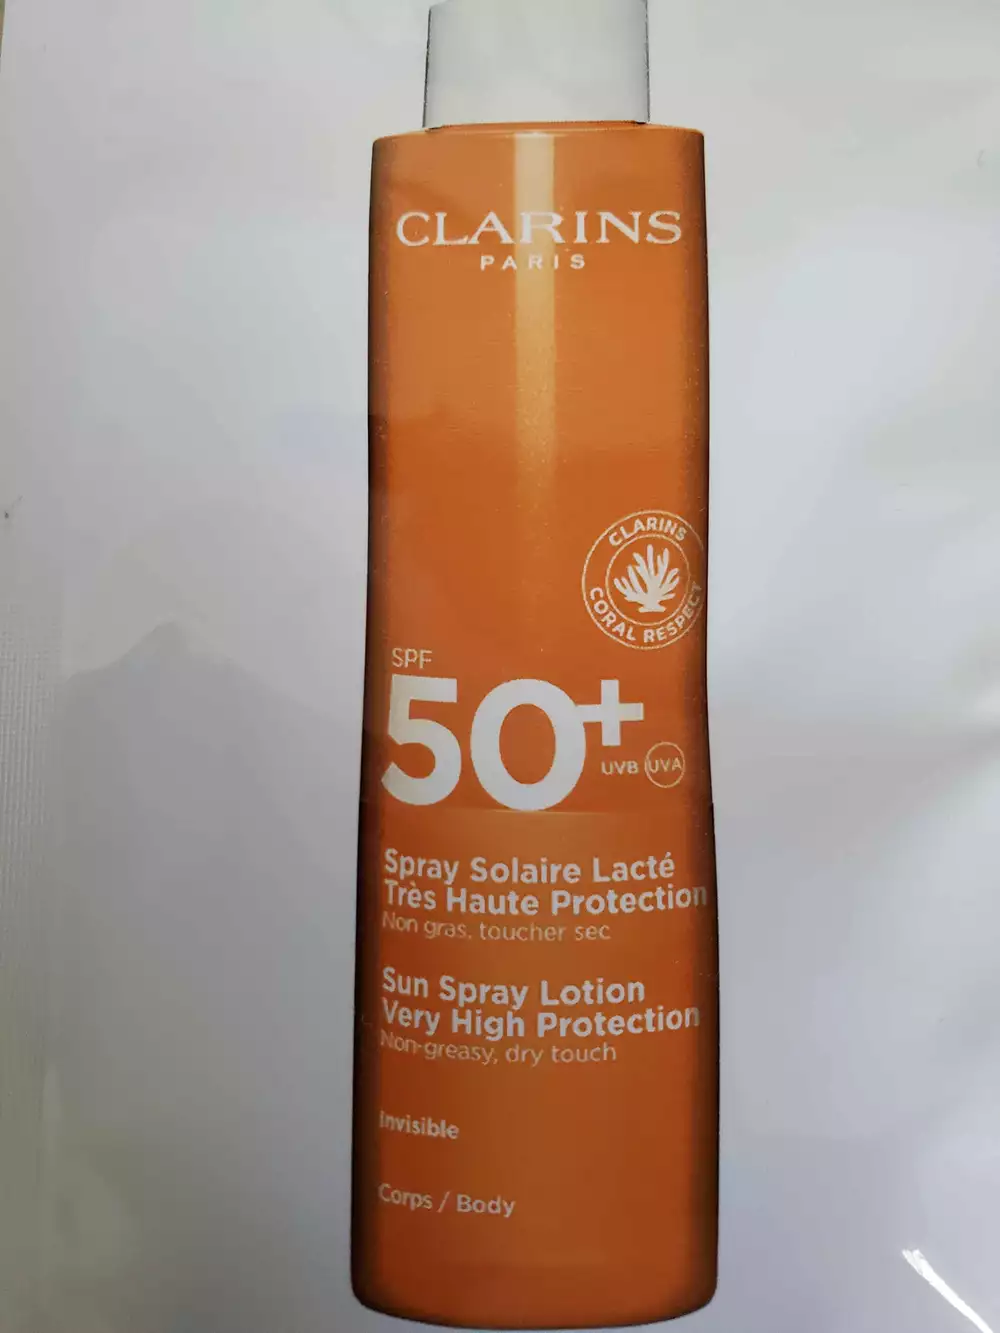 CLARINS
PARIS
CLARINS
CORAL RESPECT
SPF
50+
UVB UVA
Spray Solaire Lacté
Très Haute Protection
Non gras, toucher sec
Sun Spray Lotion
Very High Protection
Non-greasy, dry touch
Invisible
Corps / Body